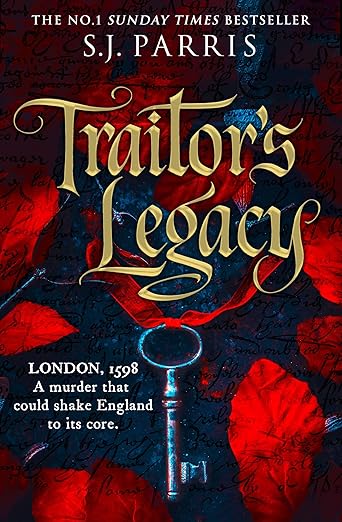 THE NO.1 SUNDAY TIMES BESTSELLER
S.J. PARRIS
Traitor's
Legacy
LONDON, 1598
A murder that
could shake England
to its core.